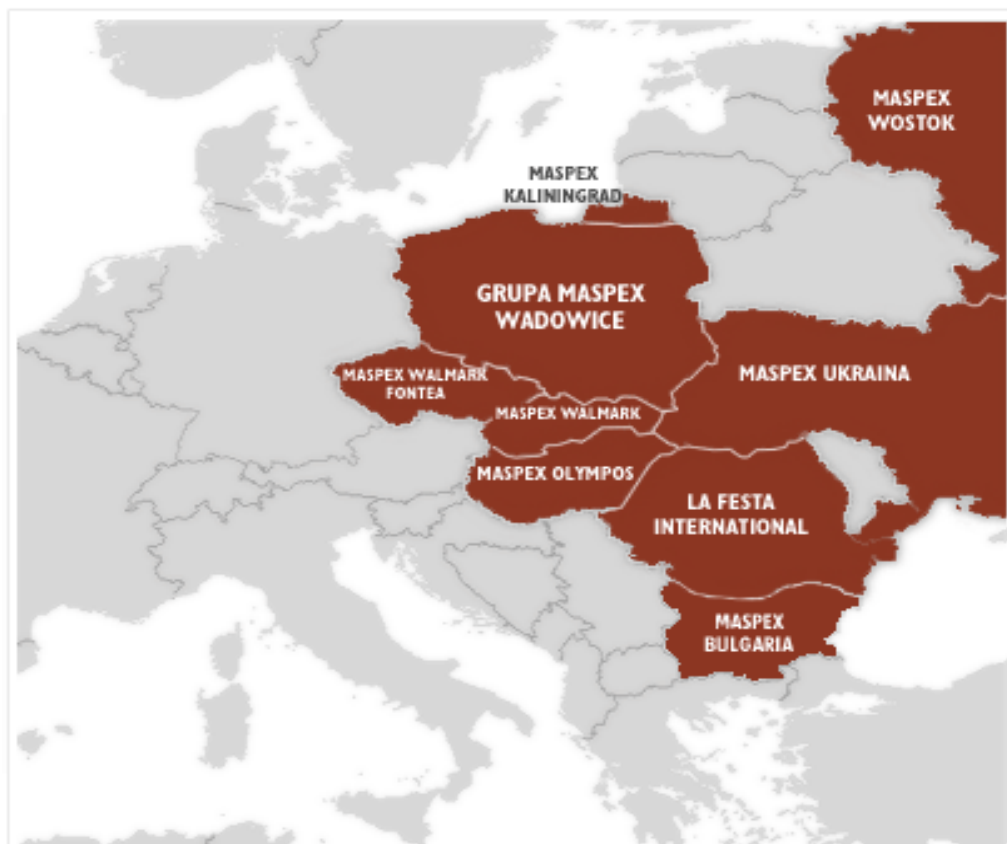 MASPEX
WOSTOK
MASPEX
KALININGRAD
GRUPA MASPEX
WADOWICE
MASPEX WALMARK
FONTEA
MASPEX UKRAINA
MASPEX WALMARK
MASPEX OLYMPOS
LA FESTA
INTERNATIONAL
MASPEX
BULGARIA